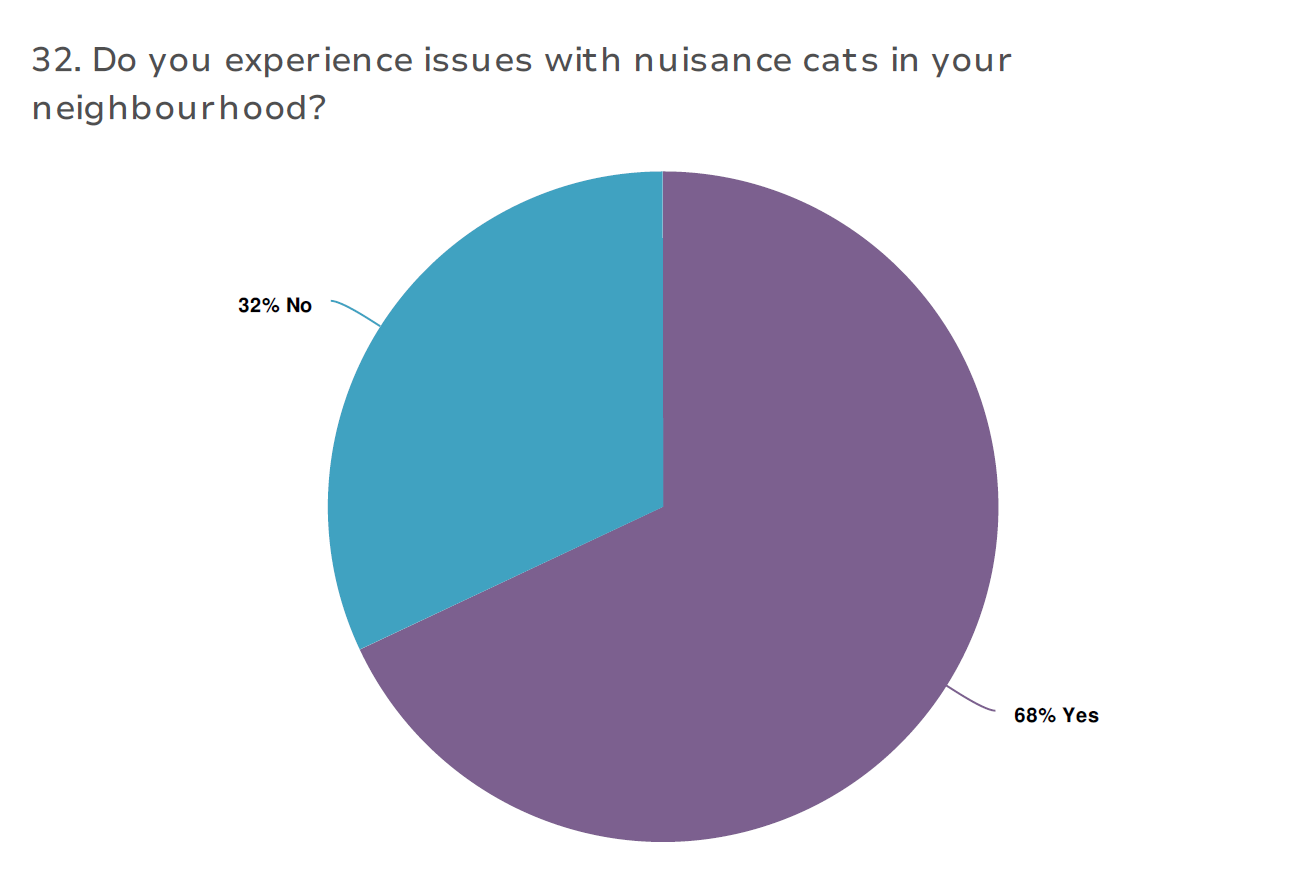 32. Do you experience issues with nuisance cats in your
neighbourhood?
32% No
68% Yes